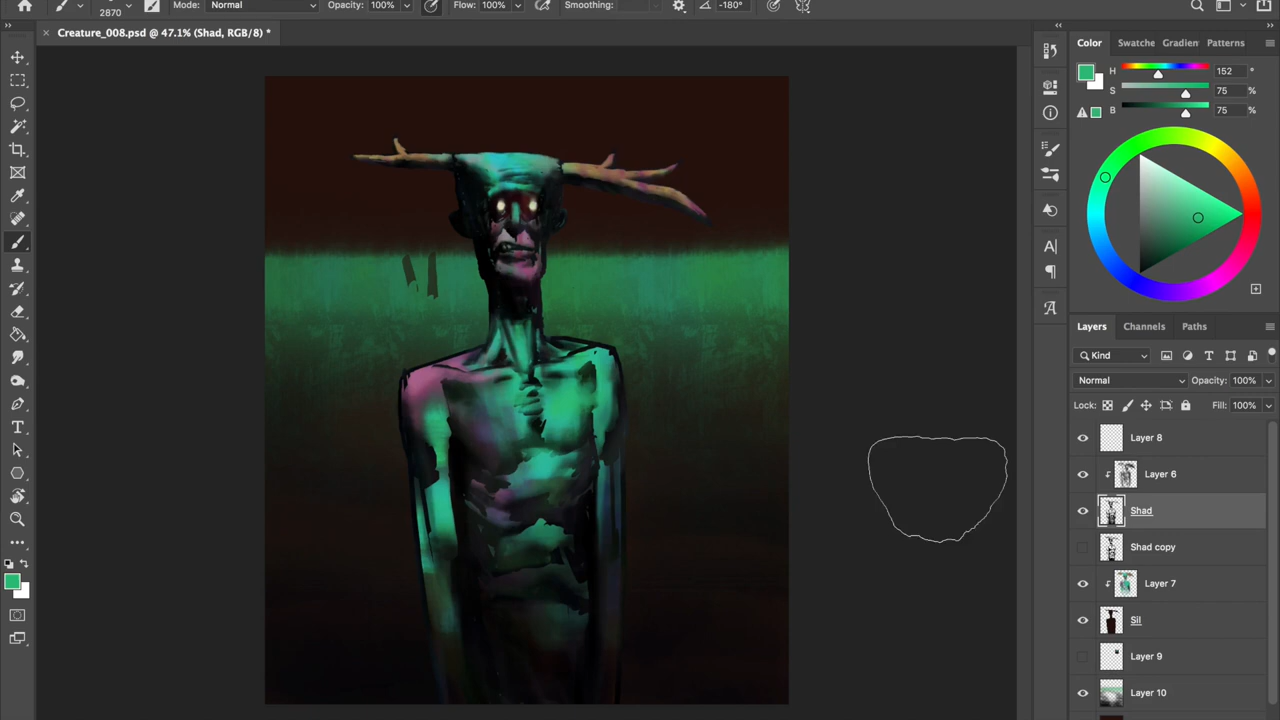 2870
Mode: Normal
Opacity: 100%
Flow: 100%
Smoothing:
-180°
Creature_008.psd @ 47.1% (Shad, RGB/8) *
Color
Swatche
Gradien
Patterns
H 152 °
S 75 %
B 75 %
Layers
Channels
Paths
Kind
Normal
Opacity: 100%
Lock:
Fill: 100%
Layer 8
Layer 6
Shad
Shad copy
Layer 7
Sil
Layer 9
Layer 10